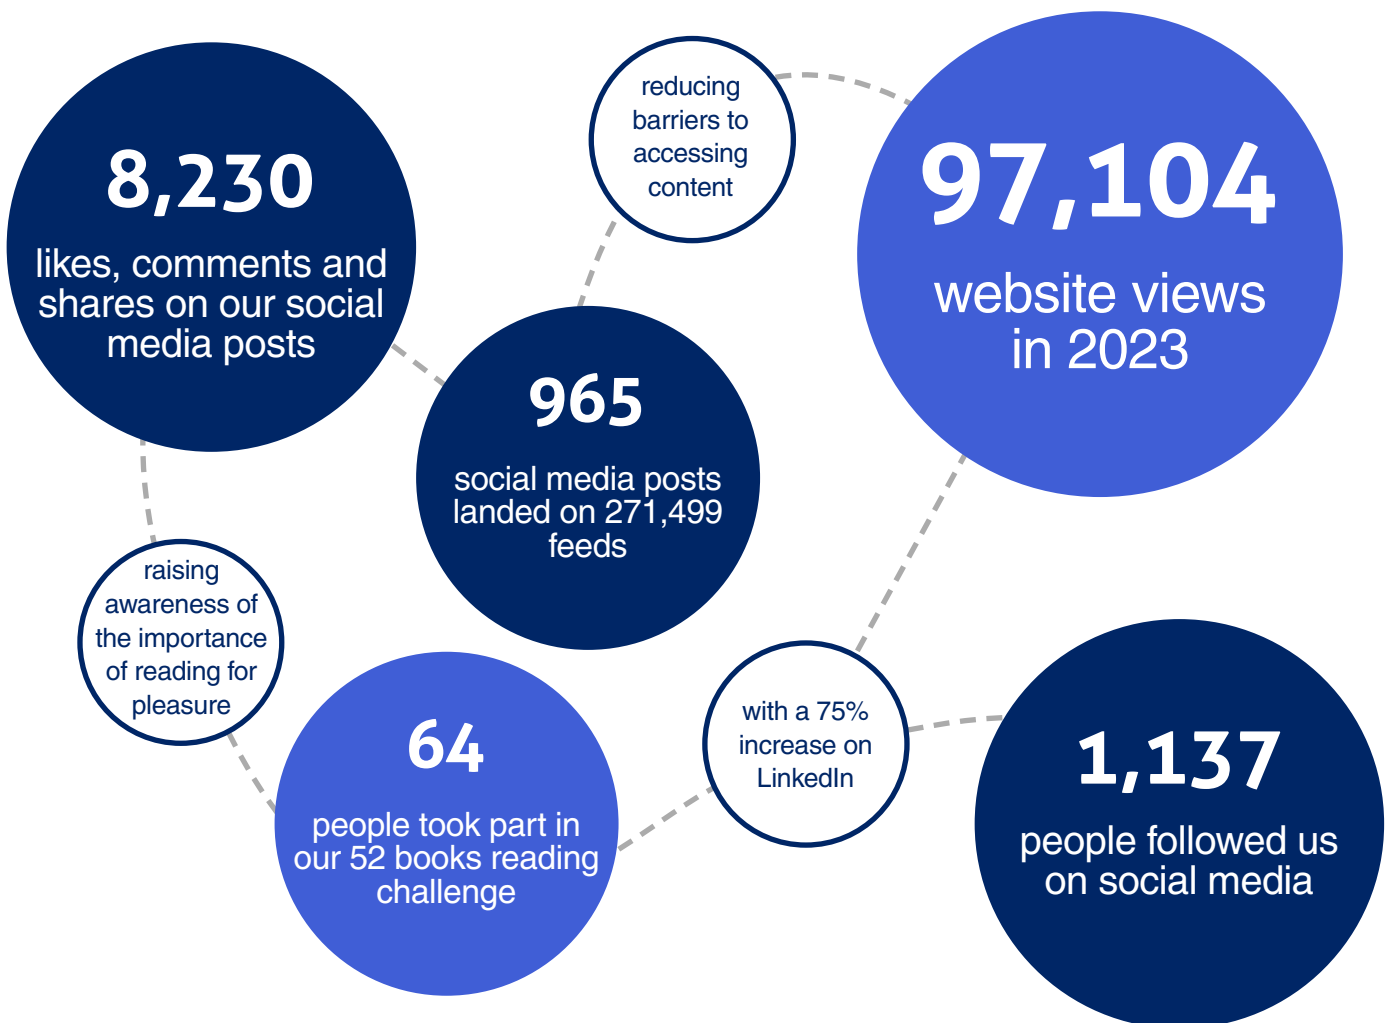 8,230
likes, comments and
shares on our social
media posts
reducing
barriers to
accessing
content
97,104
website views
in 2023
965
social media posts
landed on 271,499
feeds
raising
awareness of
the importance
of reading for
pleasure
64
people took part in
our 52 books reading
challenge
with a 75%
increase on
LinkedIn
1,137
people followed us
on social media